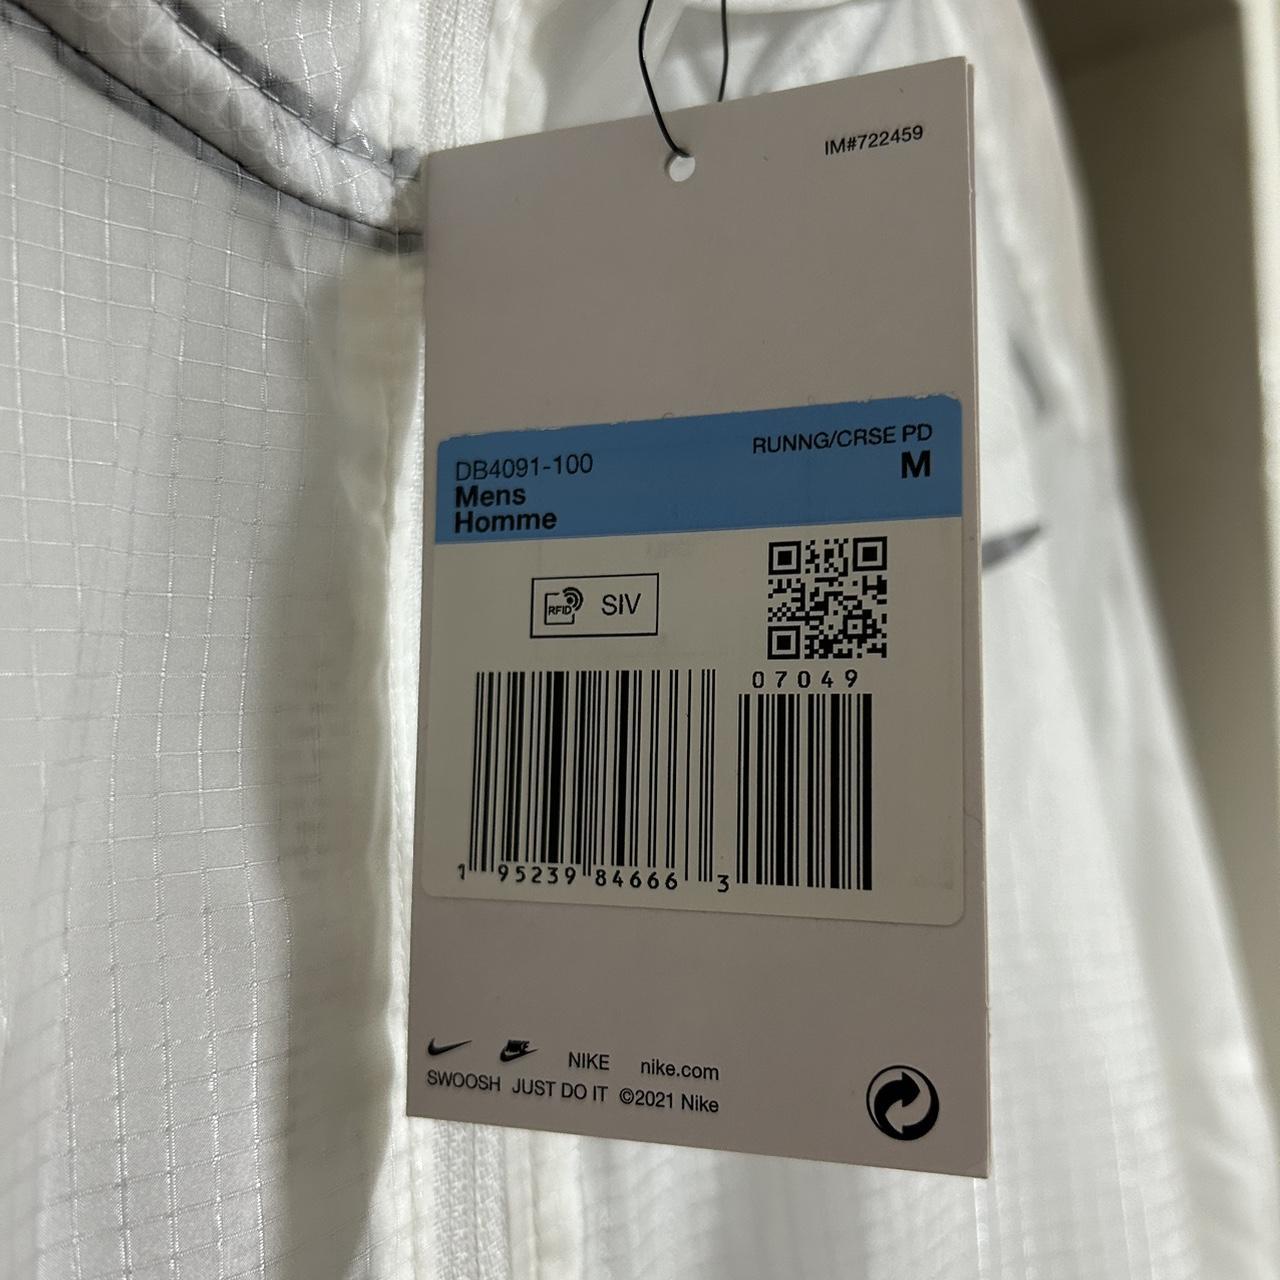 IM#722459
RUNNG/CRSE PD
DB4091-100
M
Mens
Homme
RFID SIV
07049
1 95239 84666 3
NIKE NIKE nike.com
SWOOSH JUST DO IT ©2021 Nike